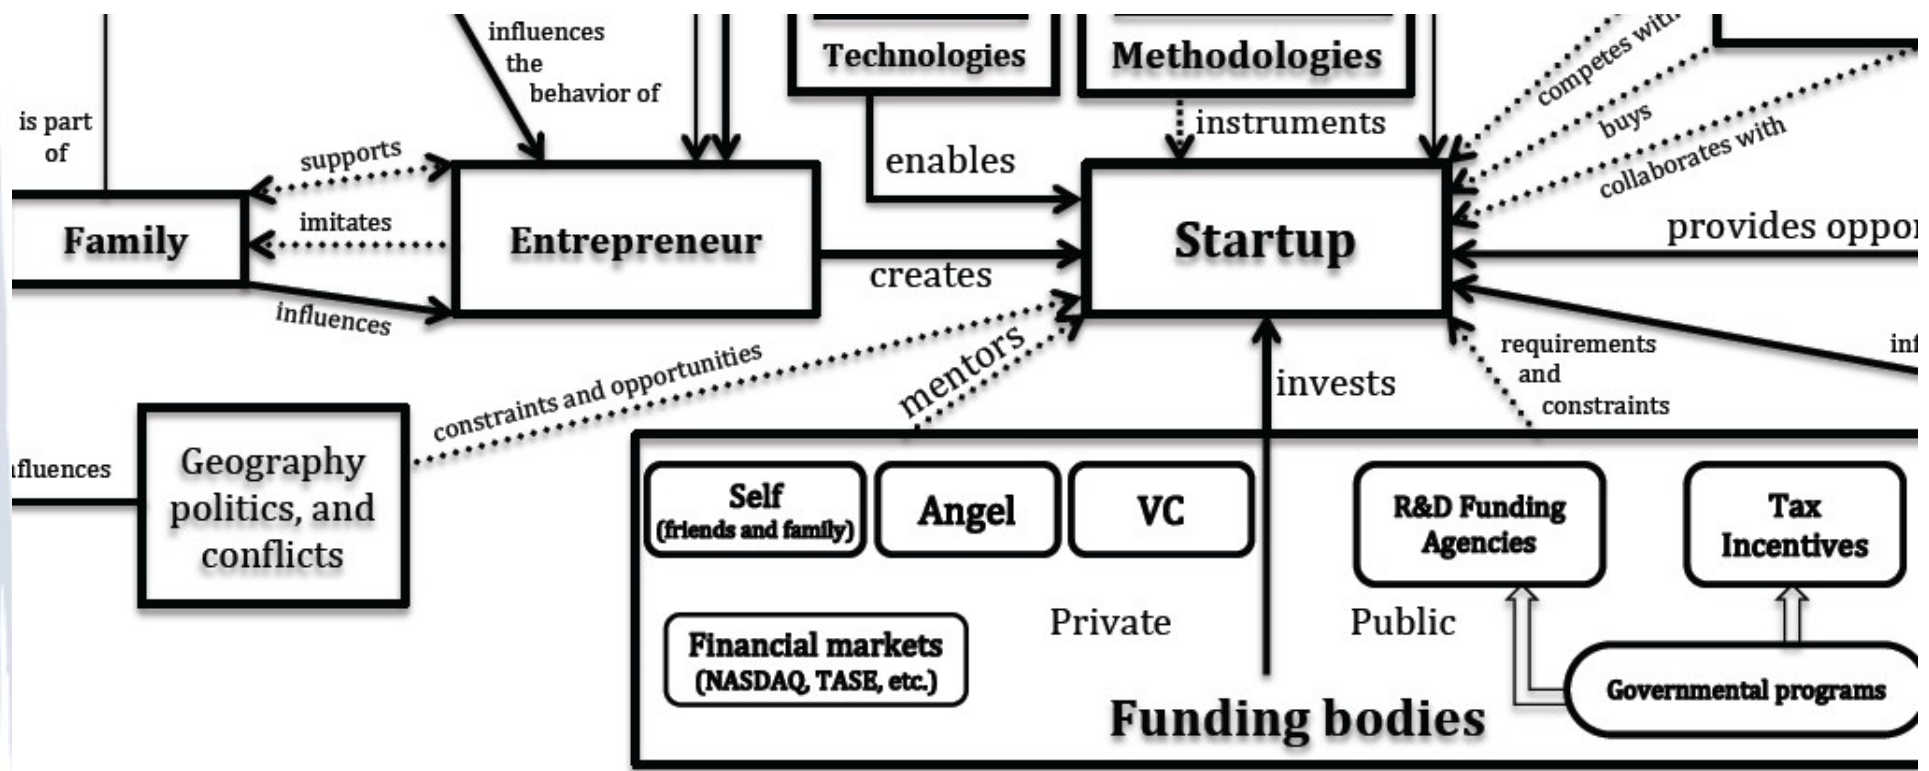 influences
the
behavior of
Technologies
Methodologies
competes with
buys
collaborates with
is part
of
supports
enables
instruments
Family
imitates
Entrepreneur
creates
Startup
provides
influences
constraints and opportunities
mentors
invests
requirements
and
constraints
Geography
politics, and
conflicts
Self
(friends and family)
Angel
VC
R&D Funding
Agencies
Tax
Incentives
Financial markets
(NASDAQ, TASE, etc.)
Private
Public
Governmental programs
Funding bodies